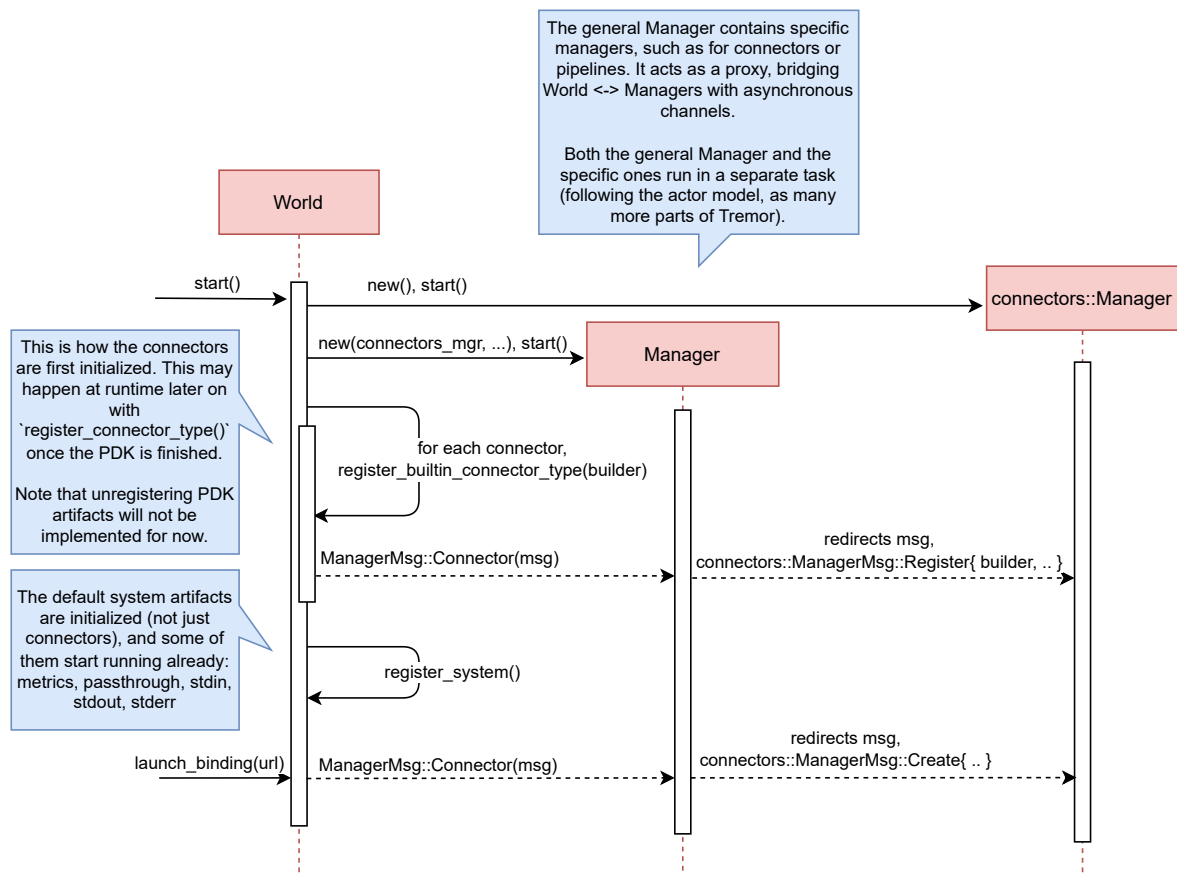 The general Manager contains specific
managers, such as for connectors or
pipelines. It acts as a proxy, bridging
World <-> Managers with asynchronous
channels.
Both the general Manager and the
specific ones run in a separate task
(following the actor model, as many
more parts of Tremor).
World
connectors::Manager
start()
new(), start()
new(connectors_mgr, ...), start()
Manager
This is how the connectors
are first initialized. This may
happen at runtime later on
with
`register_connector_type()`
once the PDK is finished.
Note that unregistering PDK
artifacts will not be
implemented for now.
for each connector,
register_builtin_connector_type(builder)
ManagerMsg::Connector(msg)
redirects msg,
connectors::ManagerMsg::Register{ builder, .. }
The default system artifacts
are initialized (not just
connectors), and some of
them start running already:
metrics, passthrough, stdin,
stdout, stderr
register_system()
launch_binding(url)
ManagerMsg::Connector(msg)
redirects msg,
connectors::ManagerMsg::Create{ .. }